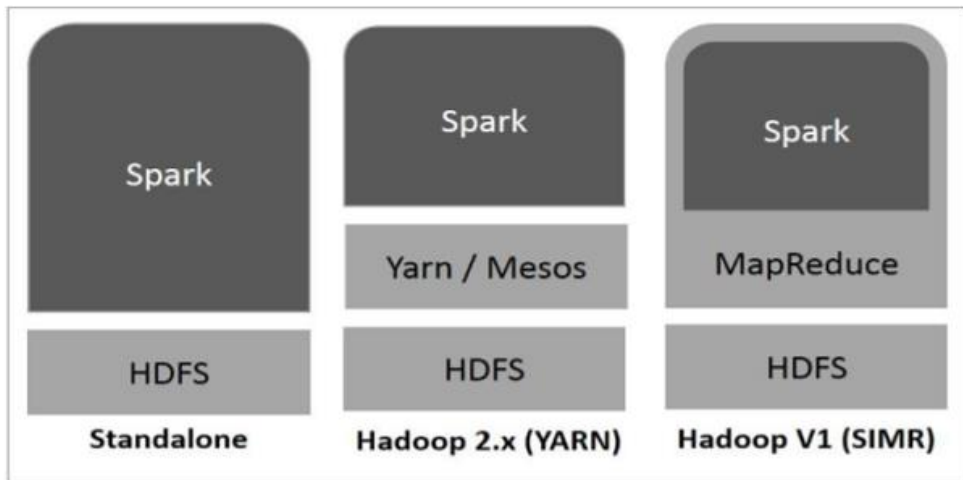 Spark
HDFS
Standalone
Spark
Yarn / Mesos
HDFS
Hadoop 2.x (YARN)
Spark
MapReduce
HDFS
Hadoop V1 (SIMR)